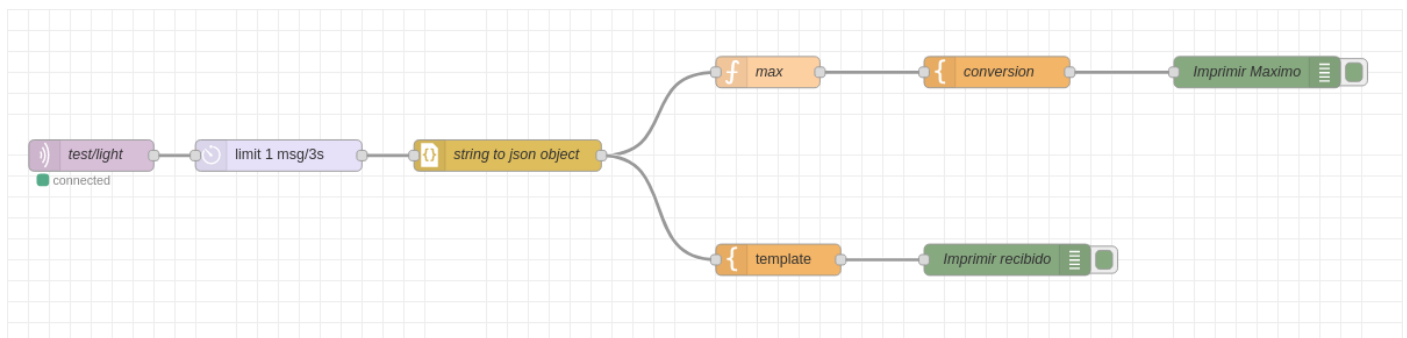 max
conversion
Imprimir Maximo
test/light
limit 1 msg/3s
string to json object
connected
template
Imprimir recibido